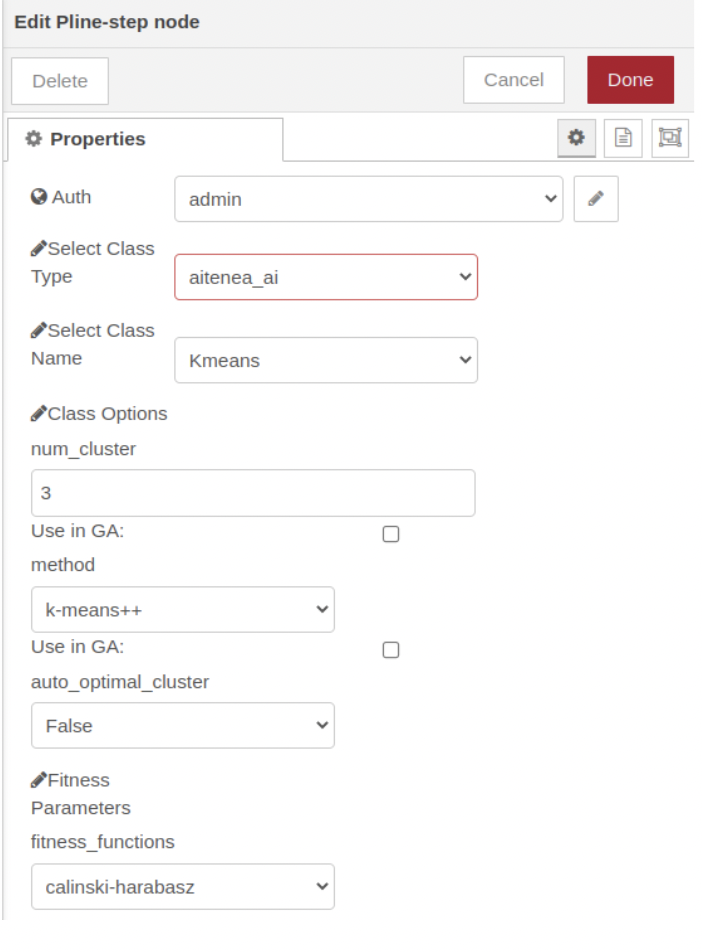 Edit Pline-step node
Delete
Cancel
Done
Properties
Auth
admin
Select Class
Type
aitenea_ai
Select Class
Name
Kmeans
Class Options
num_cluster
3
Use in GA:
method
k-means++
Use in GA:
auto_optimal_cluster
False
Fitness
Parameters
fitness_functions
calinski-harabasz